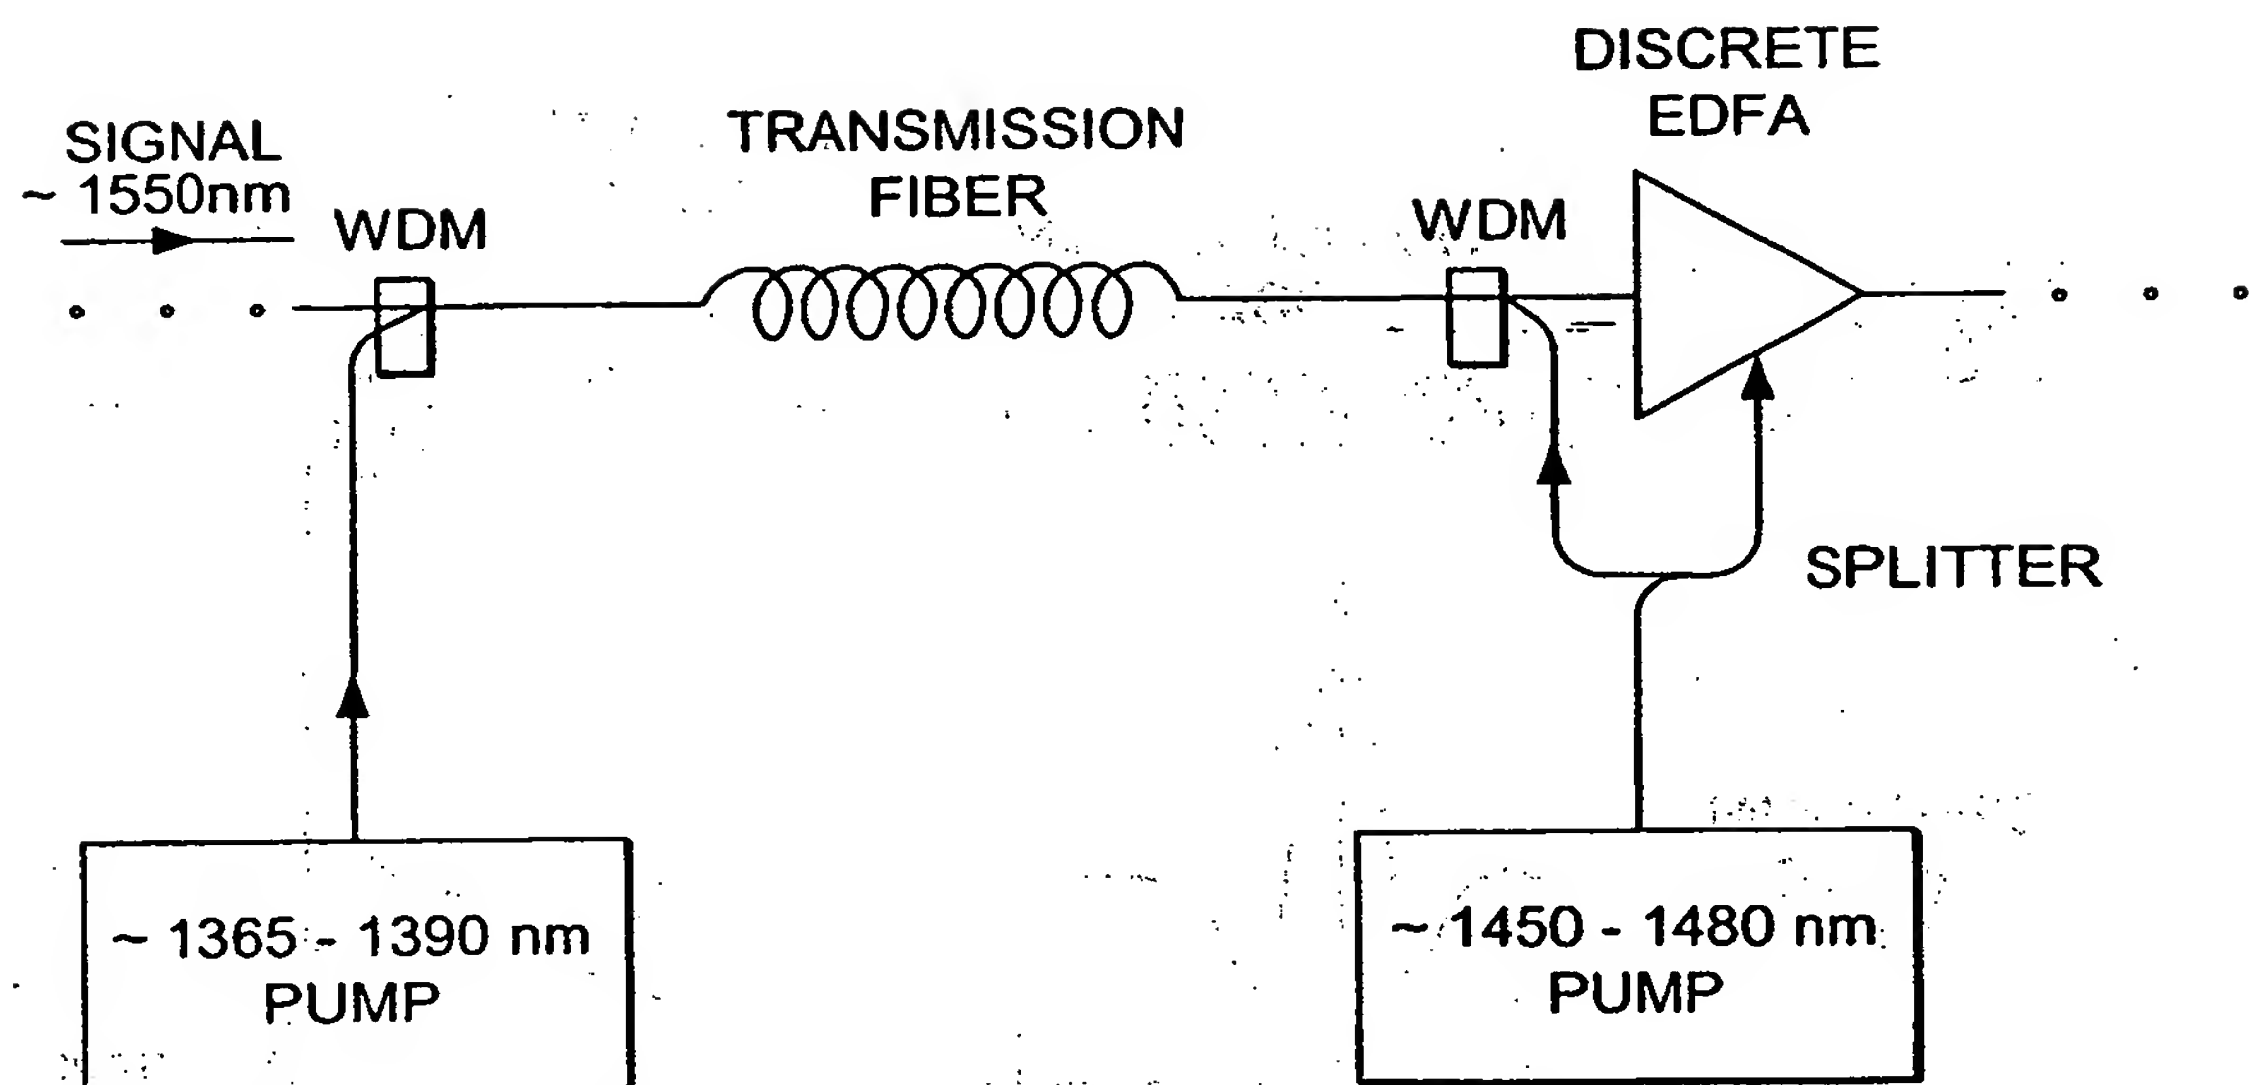 DISCRETE
EDFA
SIGNAL
~ 1550nm
WDM
TRANSMISSION
FIBER
WDM
SPLITTER
~ 1365 - 1390 nm
PUMP
~ 1450 - 1480 nm
PUMP